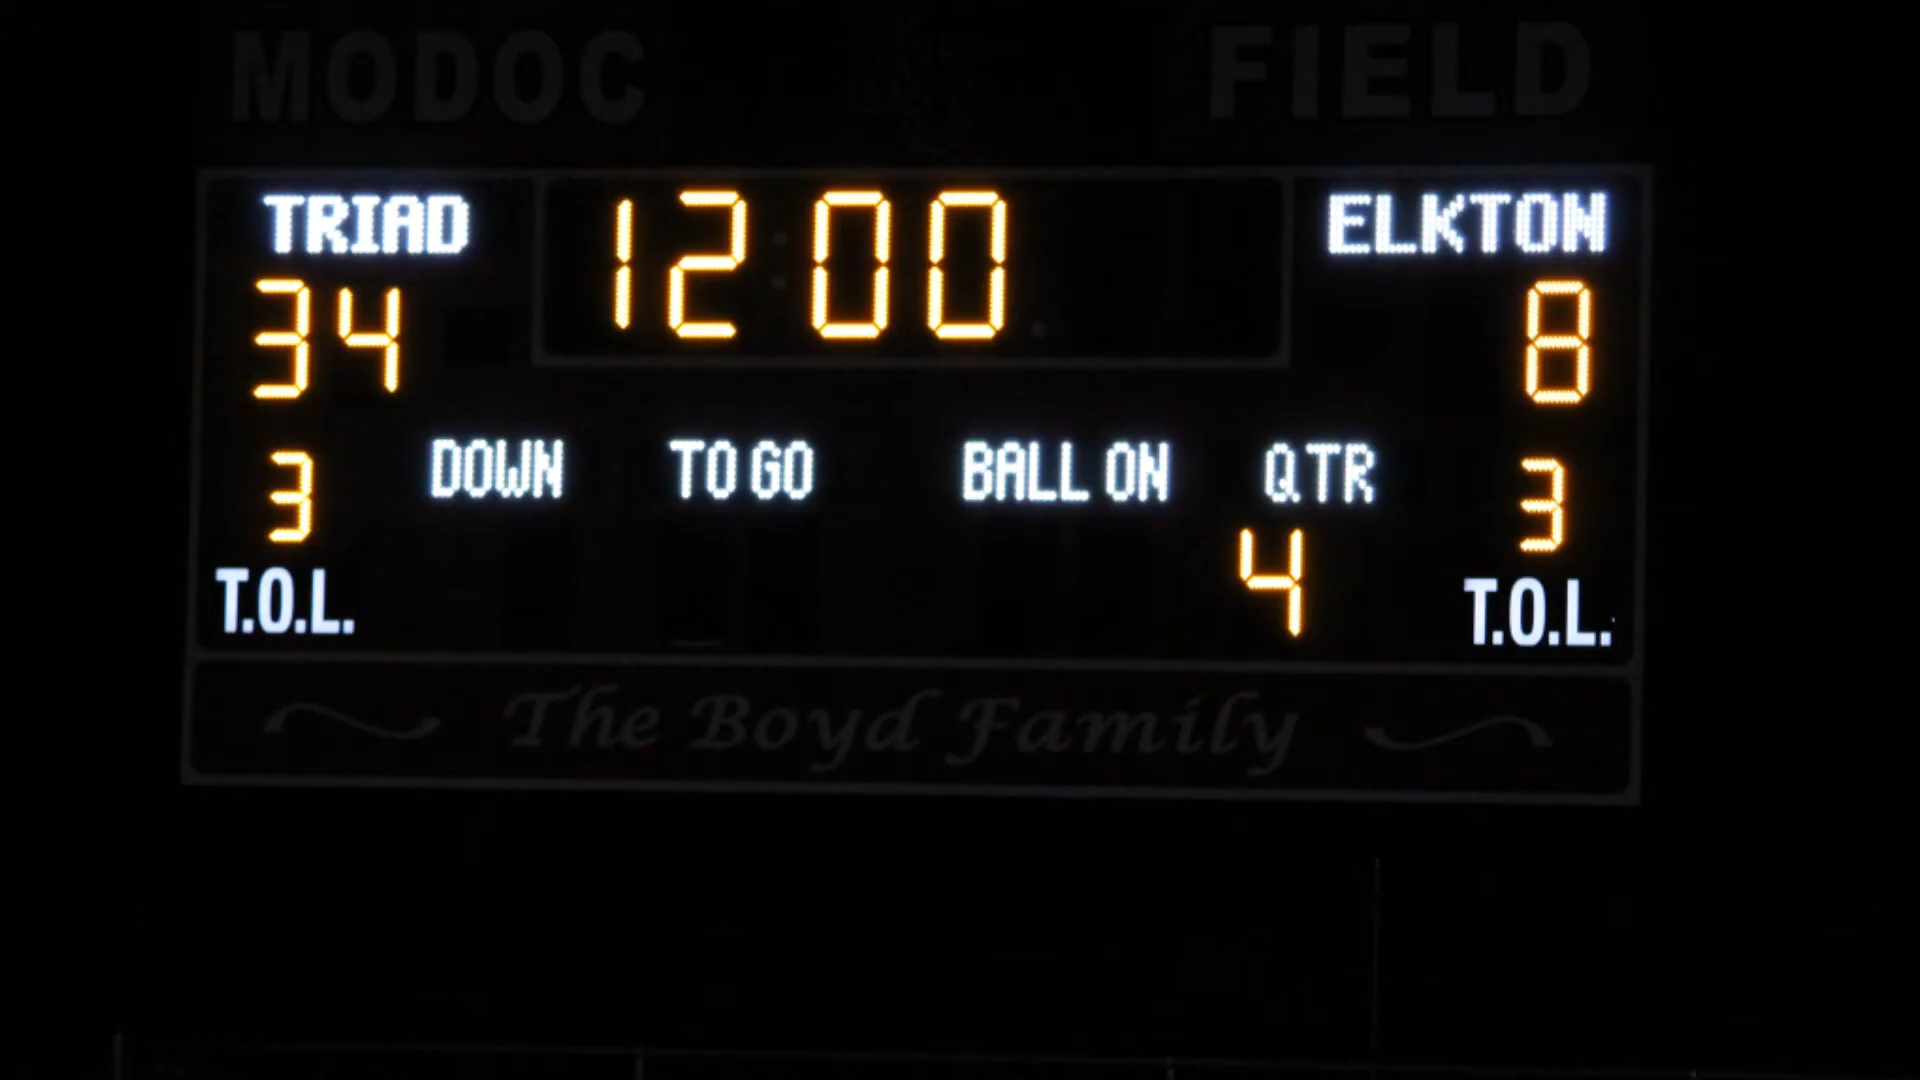 MODOC FIELD
TRIAD 12:00 ELKTON
34 8
DOWN TO GO BALL ON QTR
3 4 3
T.O.L. T.O.L.
The Boyd Family